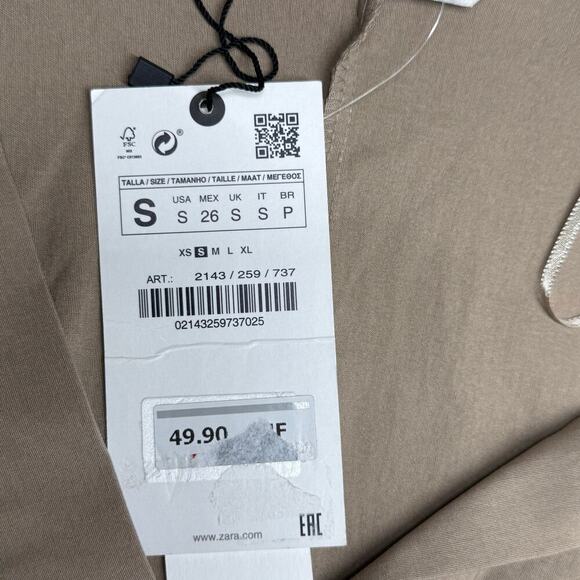 FSC
MIX
TALLA / SIZE / TAMANHO / TAILLE / MAAT / ΜΕΓΕΘΟΣ
S USA MEX UK IT BR
S 26 S S P
XS S M L XL
ART.: 2143 / 259 / 737
02143259737025
49.90
www.zara.com
EAC